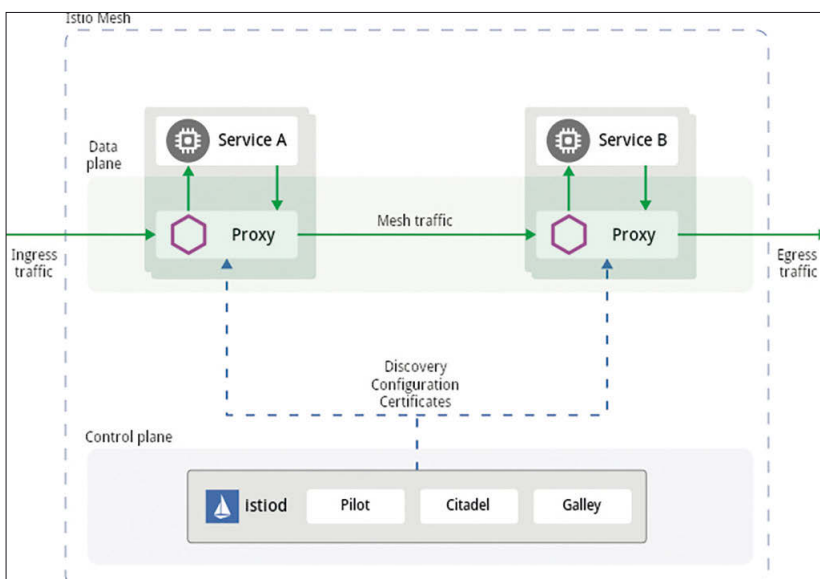 Istio Mesh
Service A
Service B
Data
plane
Proxy
Mesh traffic
Proxy
Ingress
traffic
Egress
traffic
Discovery
Configuration
Certificates
Control plane
istiod
Pilot
Citadel
Galley